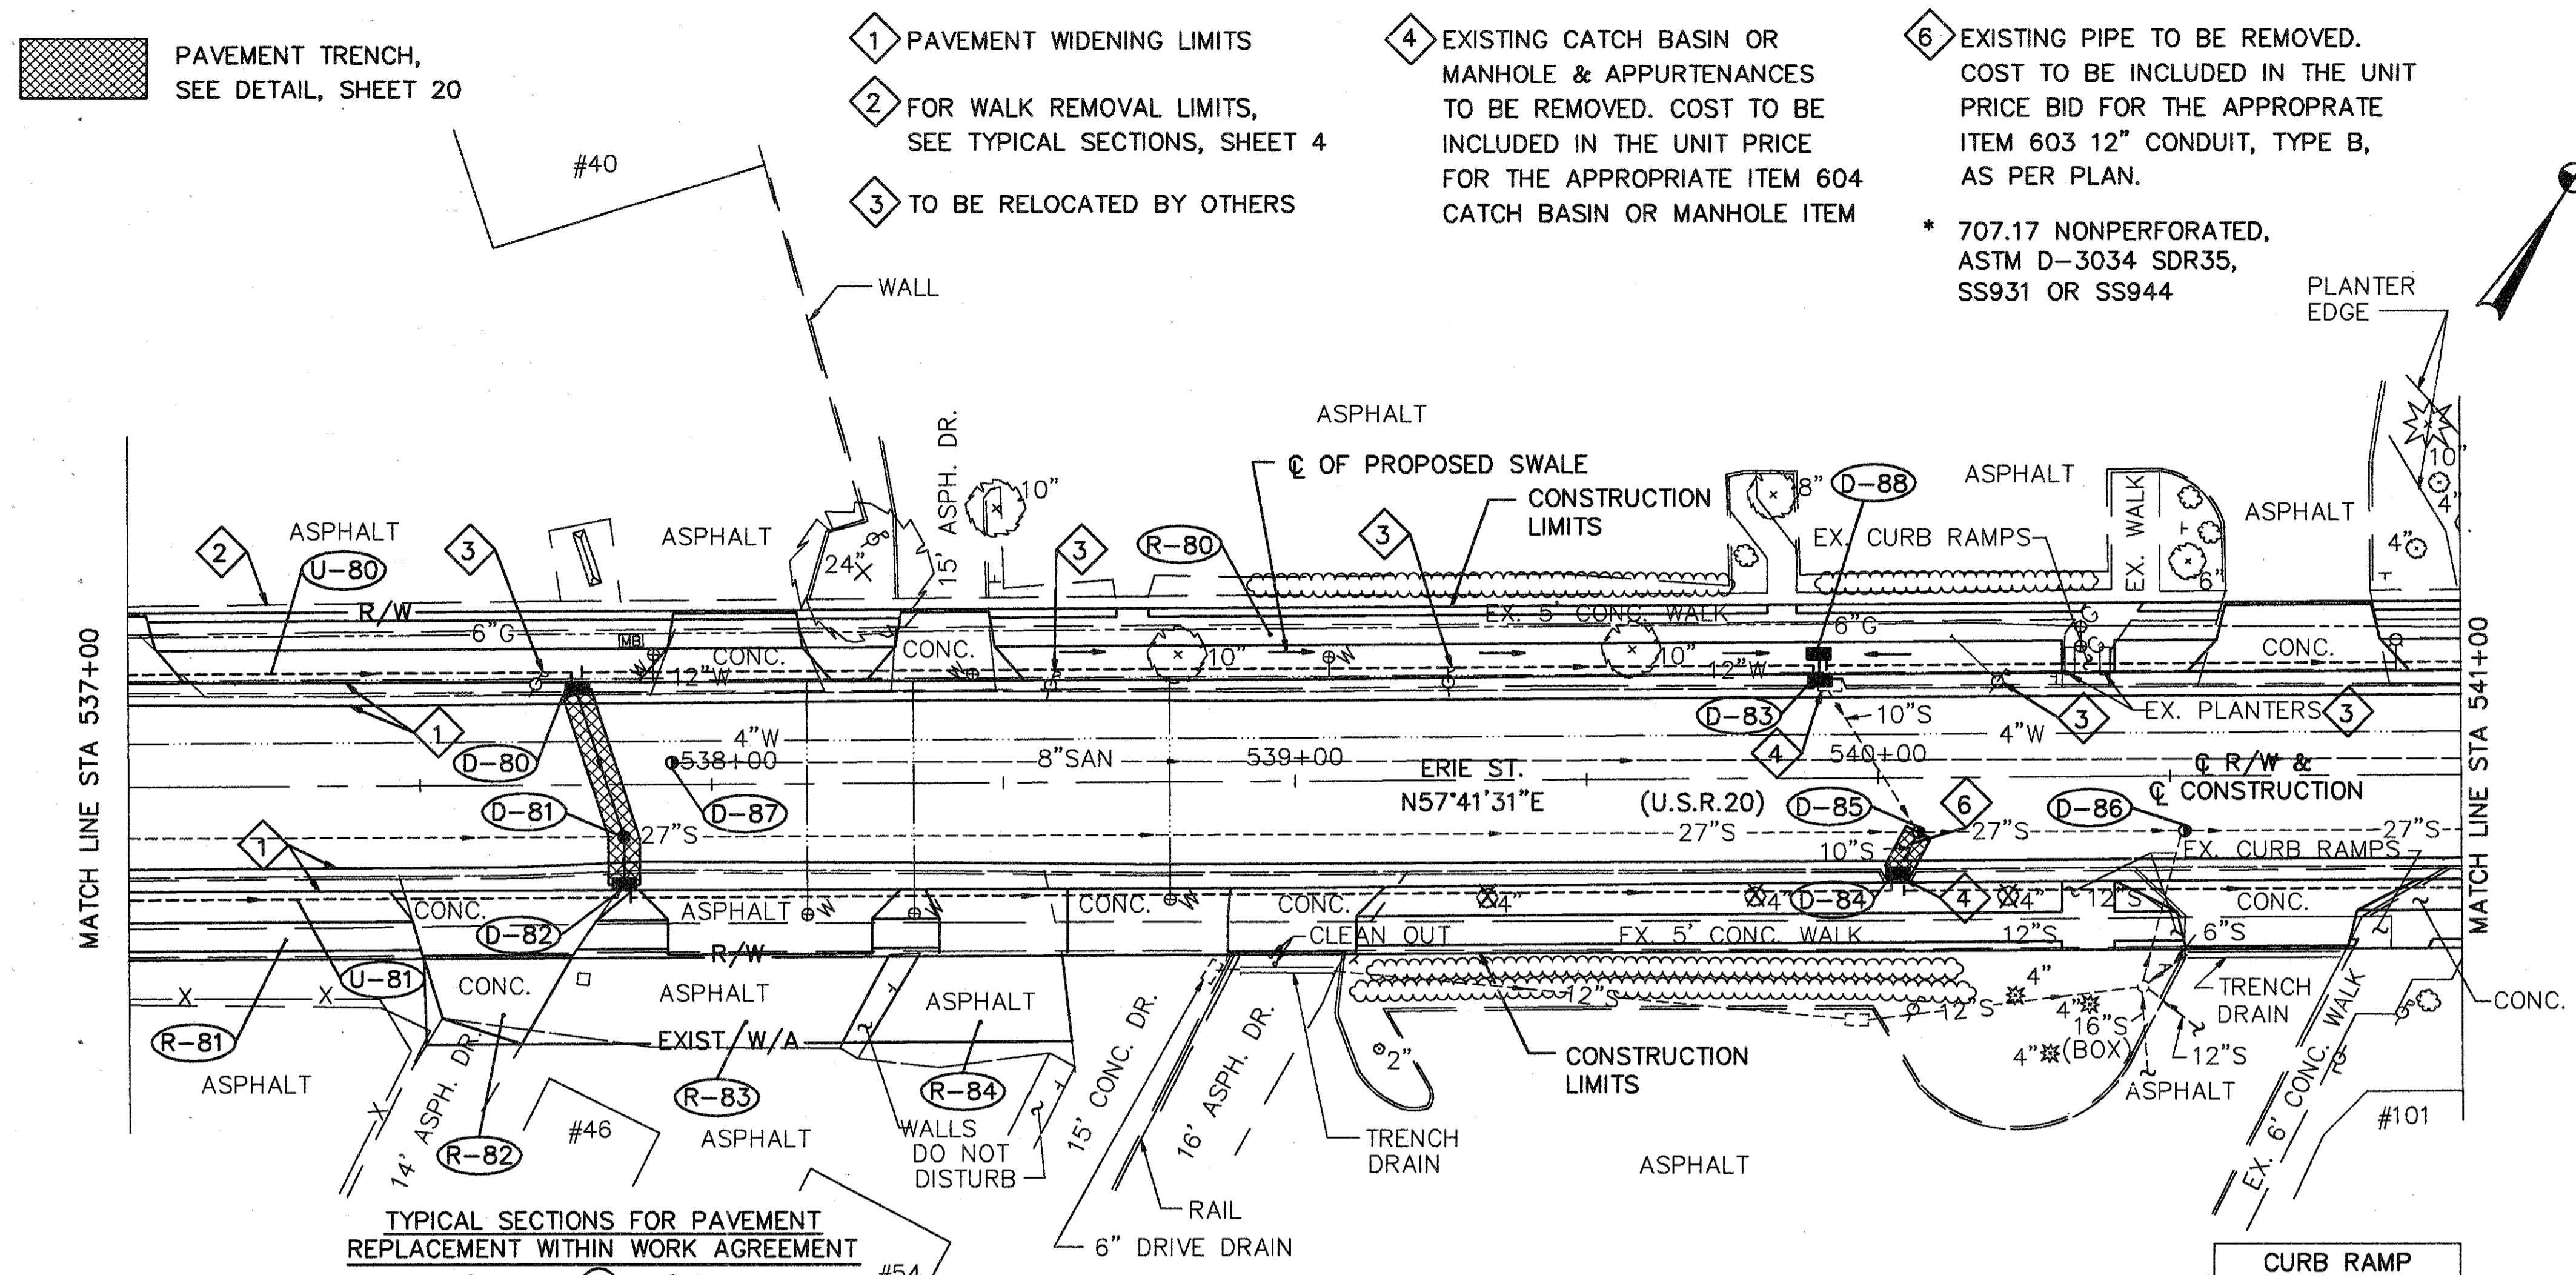 PAVEMENT TRENCH,
SEE DETAIL, SHEET 20
1 PAVEMENT WIDENING LIMITS
2 FOR WALK REMOVAL LIMITS,
SEE TYPICAL SECTIONS, SHEET 4
3 TO BE RELOCATED BY OTHERS
4 EXISTING CATCH BASIN OR
MANHOLE & APPURTENANCES
TO BE REMOVED. COST TO BE
INCLUDED IN THE UNIT PRICE
FOR THE APPROPRIATE ITEM 604
CATCH BASIN OR MANHOLE ITEM
6 EXISTING PIPE TO BE REMOVED.
COST TO BE INCLUDED IN THE UNIT
PRICE BID FOR THE APPROPRATE
ITEM 603 12" CONDUIT, TYPE B,
AS PER PLAN.
* 707.17 NONPERFORATED,
ASTM D-3034 SDR35,
SS931 OR SS944
#40
WALL
PLANTER
EDGE
ASPHALT
℄ OF PROPOSED SWALE
CONSTRUCTION
LIMITS
15' ASPH. DR.
10"
8"
D-88
ASPHALT
EX. WALK
ASPHALT
10"
4"
4"
2
ASPHALT
U-80
3
ASPHALT
24"
3
R-80
3
EX. CURB RAMPS
6"
R/W
6"G
MB
W
CONC.
12"W
CONC.
W
10"
W
EX. 5' CONC. WALK
10"
12"W
6"G
G
G
CONC.
MATCH LINE STA 537+00
MATCH LINE STA 541+00
1
D-80
4"W
538+00
8"SAN
539+00
D-83
10"S
4
540+00
4"W
3
EX. PLANTERS 3
ERIE ST.
N57°41'31"E
(U.S.R.20)
℄ R/W &
℄ CONSTRUCTION
D-81
27"S
D-87
D-85
6
D-86
1
27"S
10"S
27"S
27"S
EX. CURB RAMPS
CONC.
ASPHALT
W
W
CONC.
W
CONC.
4"
4"
D-84
4
4"
12"S
CONC.
D-82
R/W
CLEAN OUT
EX. 5' CONC. WALK
12"S
6"S
U-81
X
X
CONC.
ASPHALT
ASPHALT
12"S
12"S
4"
4"
16"S
4" (BOX)
12"S
TRENCH
DRAIN
CONC.
R-81
EXIST. W/A
ASPHALT
R-83
R-84
CONSTRUCTION
LIMITS
2"
ASPHALT
X
14' ASPH. DR.
R-82
#46
ASPHALT
WALLS
DO NOT
DISTURB
15' CONC. DR.
16' ASPH. DR.
TRENCH
DRAIN
ASPHALT
EX. 6' CONC. WALK
#101
RAIL
6" DRIVE DRAIN
TYPICAL SECTIONS FOR PAVEMENT
REPLACEMENT WITHIN WORK AGREEMENT
#54
CURB RAMP